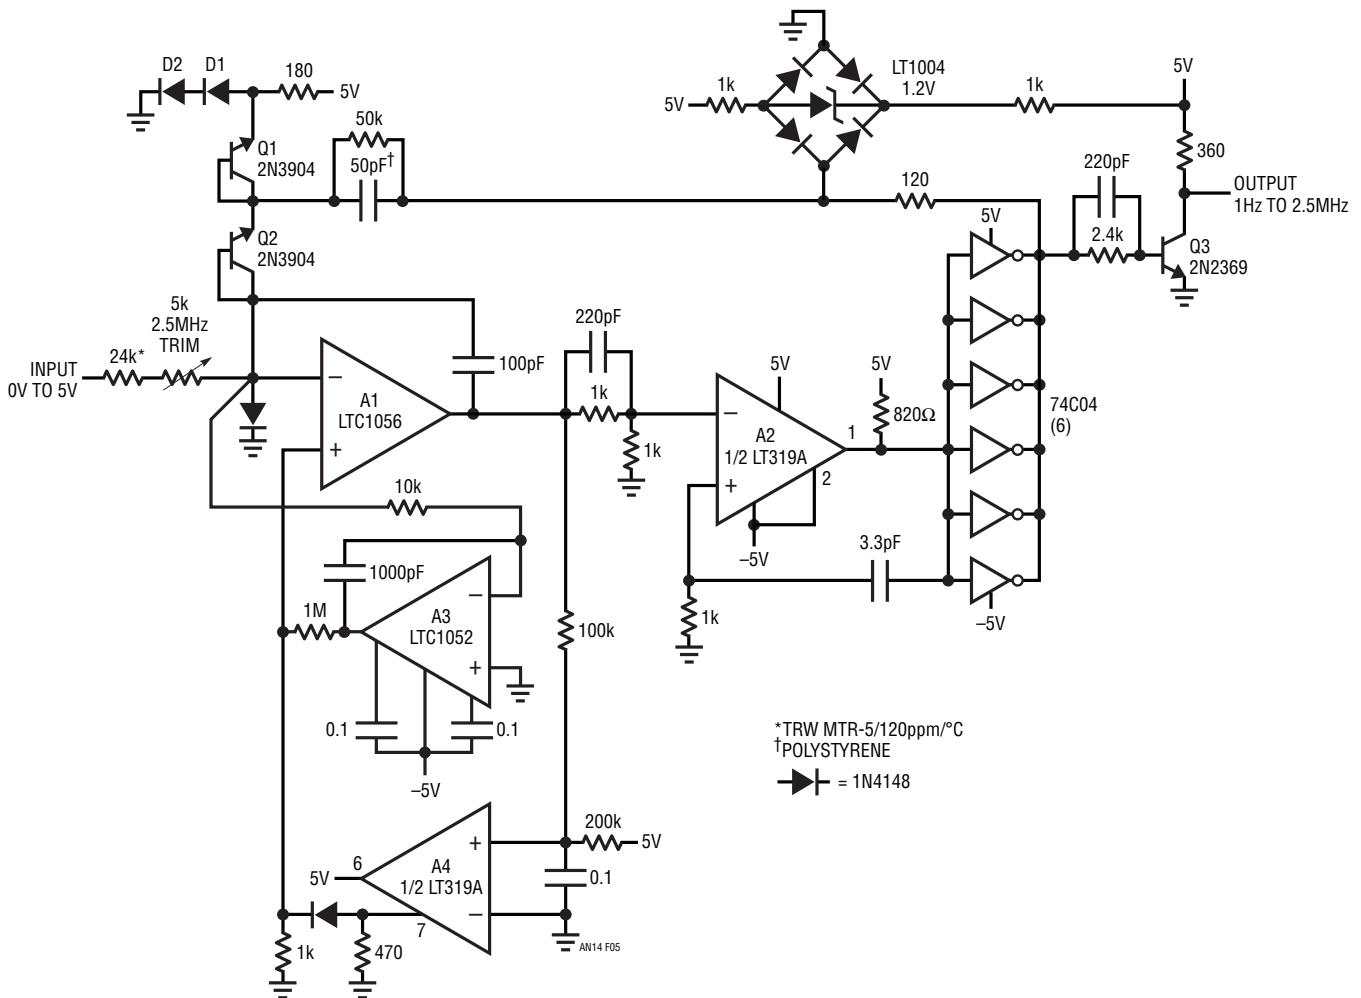 D2
D1
180
5V
50k
50pF†
Q1
2N3904
Q2
2N3904
5k
2.5MHz
TRIM
24k*
INPUT
0V TO 5V
−
+
A1
LTC1056
100pF
220pF
1k
1k
10k
1000pF
1M
A3
LTC1052
−
+
0.1
0.1
−5V
100k
A4
1/2 LT319A
+
−
6
5V
7
1k
470
200k
5V
0.1
AN14 F05
5V
1k
LT1004
1.2V
1k
5V
360
OUTPUT
1Hz TO 2.5MHz
120
220pF
2.4k
Q3
2N2369
5V
74C04
(6)
−5V
5V
−
+
A2
1/2 LT319A
1
2
−5V
5V
820Ω
3.3pF
1k
*TRW MTR-5/120ppm/°C
†POLYSTYRENE
= 1N4148